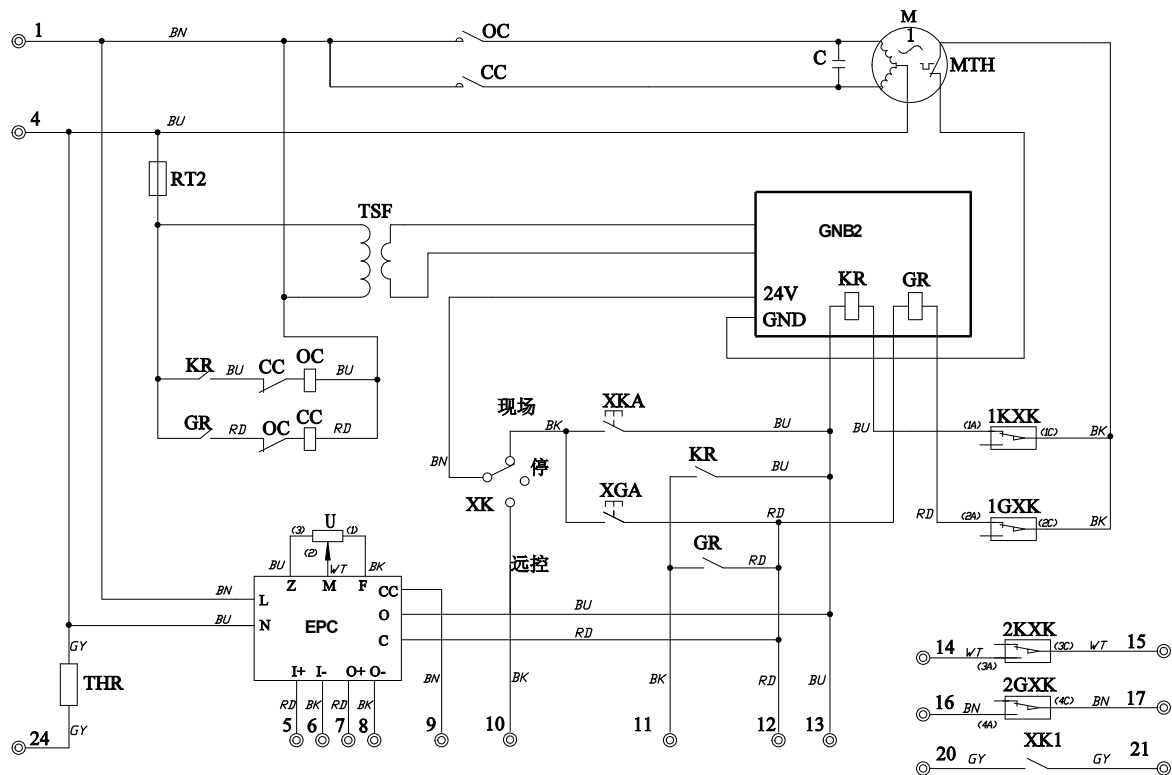 1
BN
OC
CC
C
M
1
MTH
4
BU
RT2
TSF
GNB2
KR
GR
24V
GND
KR
BU
CC
OC
BU
GR
RD
OC
CC
RD
现场
BK
XKA
BU
BU
(1A)
1KXK
(1C)
BK
BN
停
XK
KR
BU
XGA
RD
RD
(2A)
1GXK
(2C)
BK
远控
GR
RD
(3)
U
(1)
(2)
BU
WT
BK
Z
M
F
BN
L
CC
BU
N
EPC
O
BU
C
RD
I+
I-
O+
O-
GY
THR
RD
BK
RD
BK
BN
BK
BK
RD
BU
GY
24
5
6
7
8
9
10
11
12
13
14
WT
(3A)
2KXK
(3C)
WT
15
16
BN
(4A)
2GXK
(4C)
BN
17
20
GY
XK1
GY
21